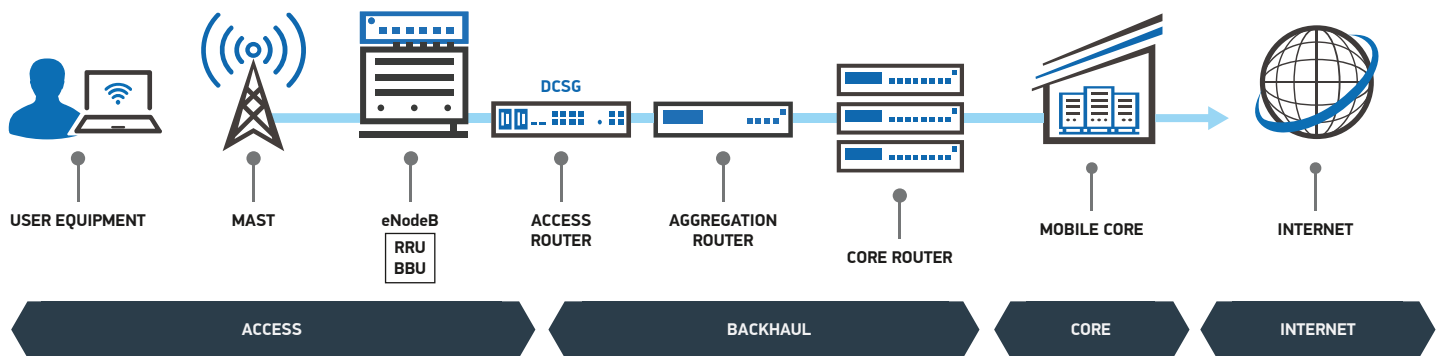 DCSG
USER EQUIPMENT
MAST
eNodeB
RRU
BBU
ACCESS
ROUTER
AGGREGATION
ROUTER
CORE ROUTER
MOBILE CORE
INTERNET
ACCESS
BACKHAUL
CORE
INTERNET